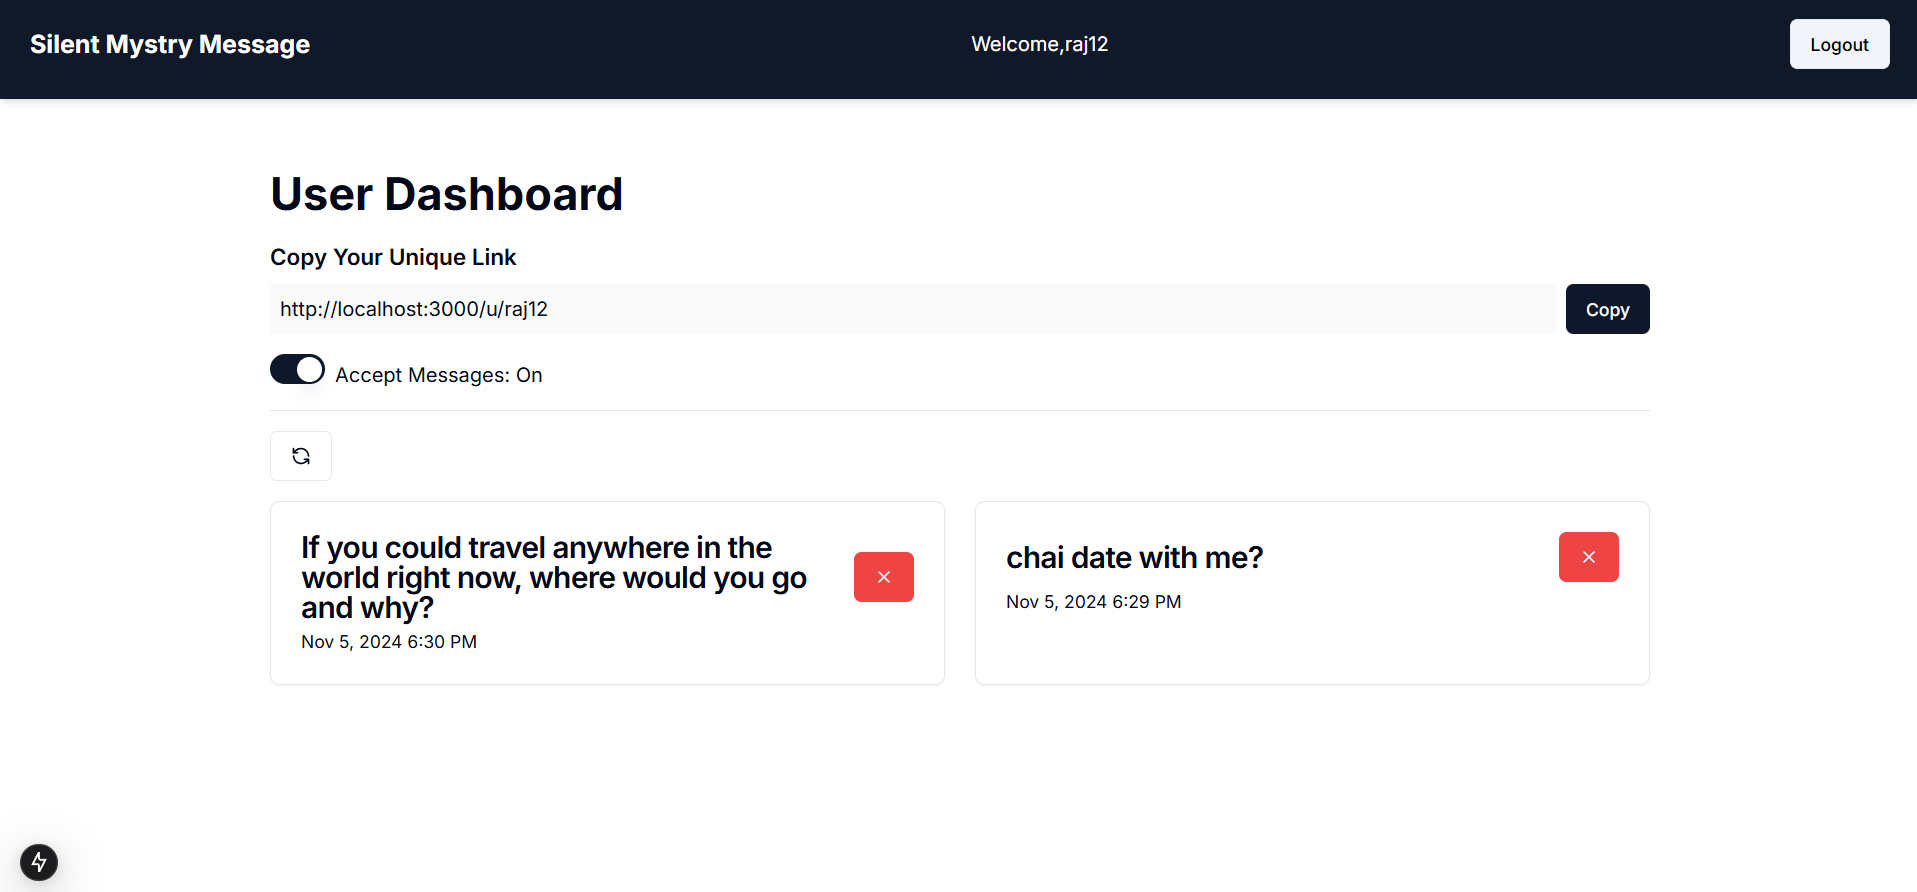 Silent Mystry Message
Welcome,raj12
Logout
User Dashboard
Copy Your Unique Link
http://localhost:3000/u/raj12
Copy
Accept Messages: On
If you could travel anywhere in the
world right now, where would you go
and why?
Nov 5, 2024 6:30 PM
chai date with me?
Nov 5, 2024 6:29 PM